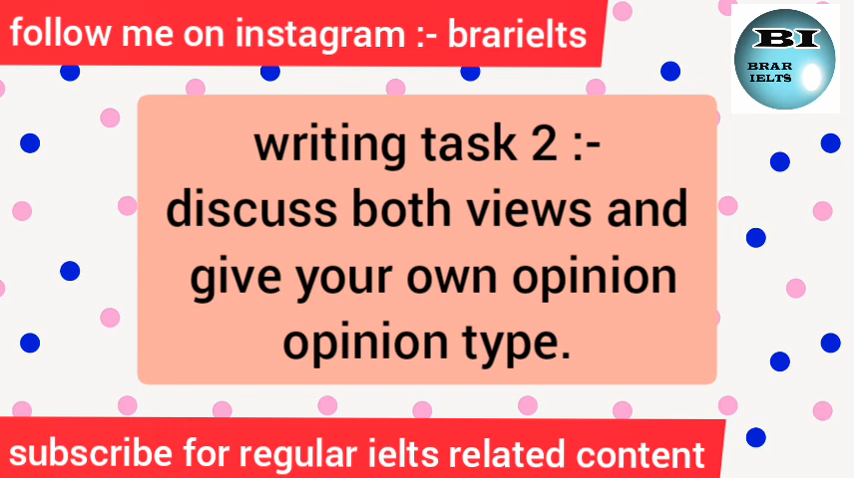 follow me on instagram :- brarielts
BI
BRAR
IELTS
writing task 2 :-
discuss both views and
give your own opinion
opinion type.
subscribe for regular ielts related content